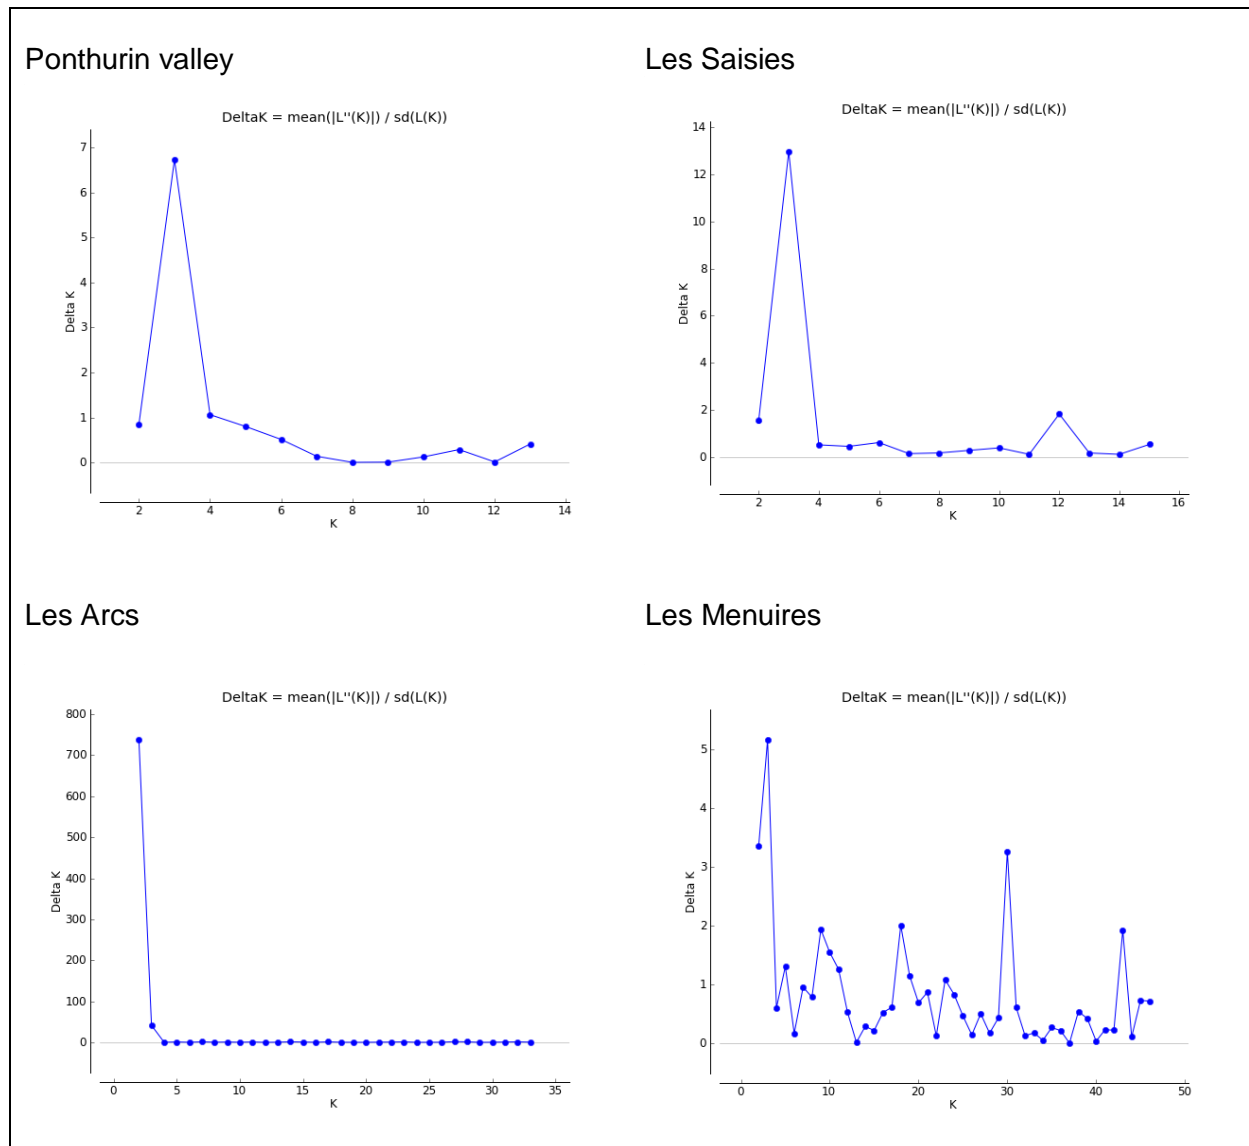 Ponthurin valley
DeltaK = mean(|L''(K)|) / sd(L(K))
7
6
5
4
3
2
1
0
Delta K
2 4 6 8 10 12 14
K
Les Saisies
DeltaK = mean(|L''(K)|) / sd(L(K))
14
12
10
8
6
4
2
0
Delta K
2 4 6 8 10 12 14 16
K
Les Arcs
DeltaK = mean(|L''(K)|) / sd(L(K))
800
700
600
500
400
300
200
100
0
Delta K
0 5 10 15 20 25 30 35
K
Les Menuires
DeltaK = mean(|L''(K)|) / sd(L(K))
5
4
3
2
1
0
Delta K
0 10 20 30 40 50
K